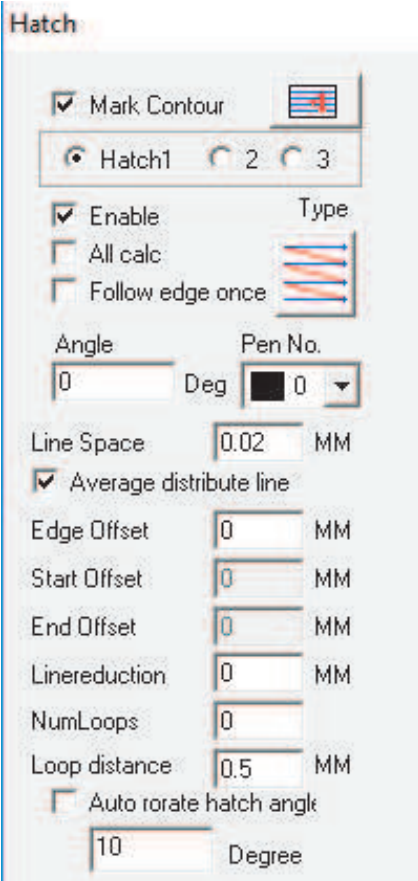 Hatch
Mark Contour
Hatch1 2 3
Enable Type
All calc
Follow edge once
Angle Pen No.
0 Deg 0
Line Space 0.02 MM
Average distribute line
Edge Offset 0 MM
Start Offset 0 MM
End Offset 0 MM
Linereduction 0 MM
NumLoops 0
Loop distance 0.5 MM
Auto rorate hatch angle
10 Degree